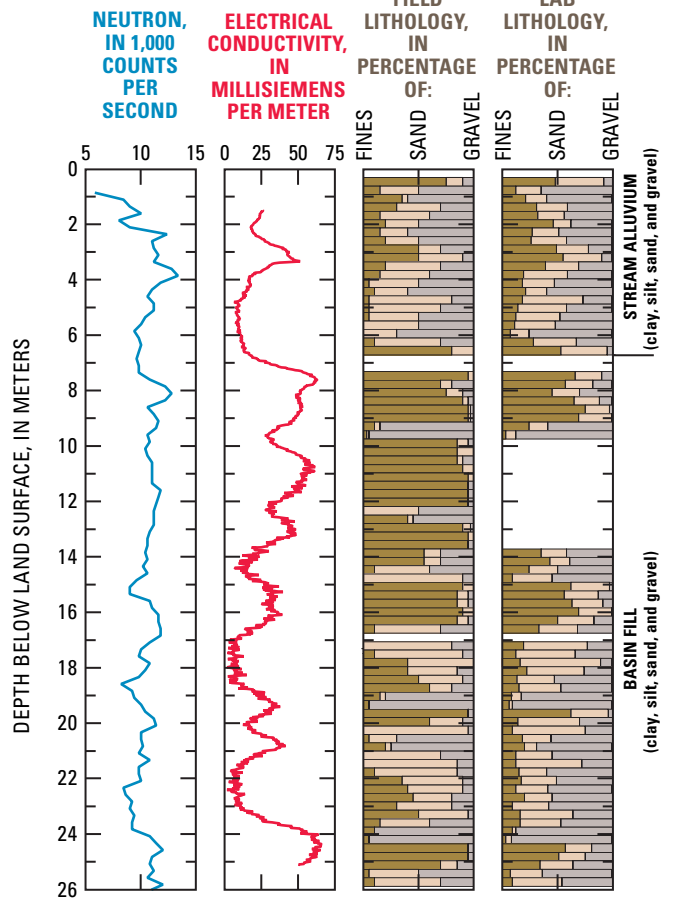 NEUTRON,
IN 1,000
COUNTS
PER
SECOND
ELECTRICAL
CONDUCTIVITY,
IN
MILLISIEMENS
PER METER
LITHOLOGY,
IN
PERCENTAGE
OF:
LITHOLOGY,
IN
PERCENTAGE
OF:
FINES
SAND
GRAVEL
FINES
SAND
GRAVEL
5 10 15
0 25 50 75
DEPTH BELOW LAND SURFACE, IN METERS
0
2
4
6
8
10
12
14
16
18
20
22
24
26
STREAM ALLUVIUM
(clay, silt, sand, and gravel)
BASIN FILL
(clay, silt, sand, and gravel)